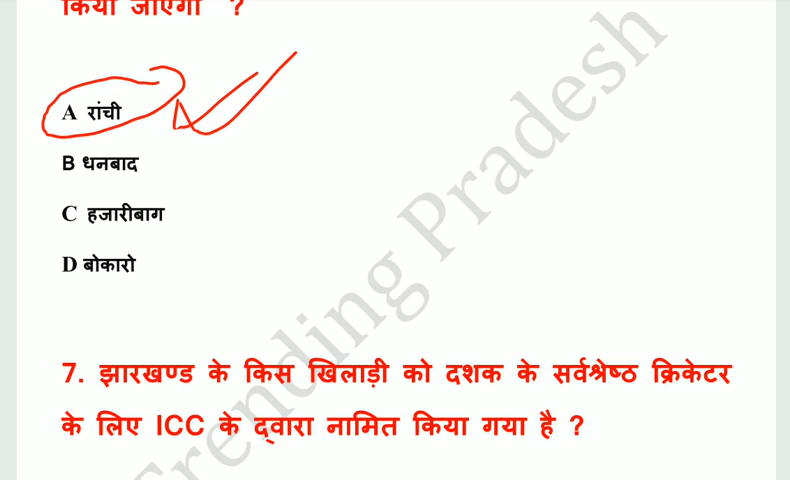 किया जाएगा ?
A रांची
B धनबाद
C हजारीबाग
D बोकारो
7. झारखण्ड के किस खिलाड़ी को दशक के सर्वश्रेष्ठ क्रिकेटर
के लिए ICC के द्वारा नामित किया गया है ?
Trending Pradesh